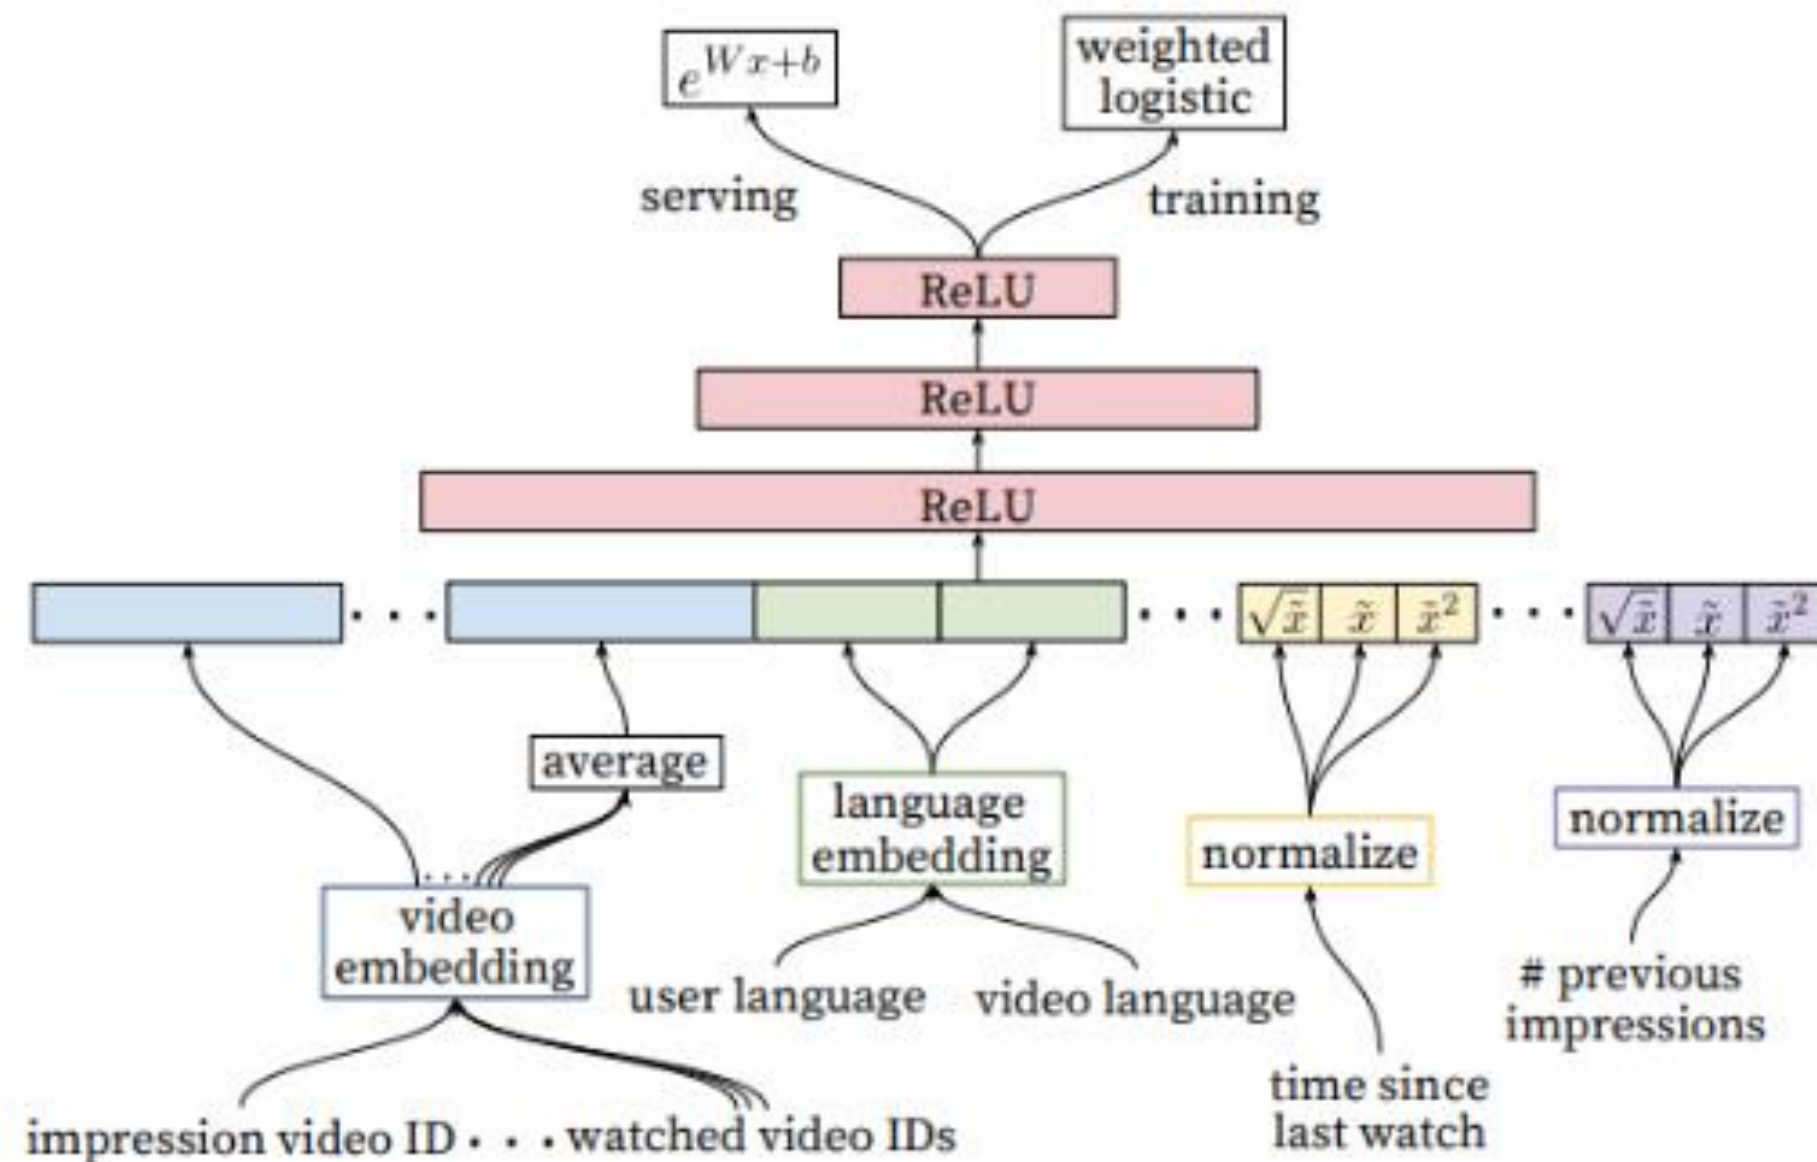 e^{Wx+b}
weighted
logistic
serving
training
ReLU
ReLU
ReLU
√x̃ x̃ x̃²
√x̃ x̃ x̃²
average
language
embedding
normalize
normalize
video
embedding
user language
video language
# previous
impressions
time since
last watch
impression video ID · · · watched video IDs